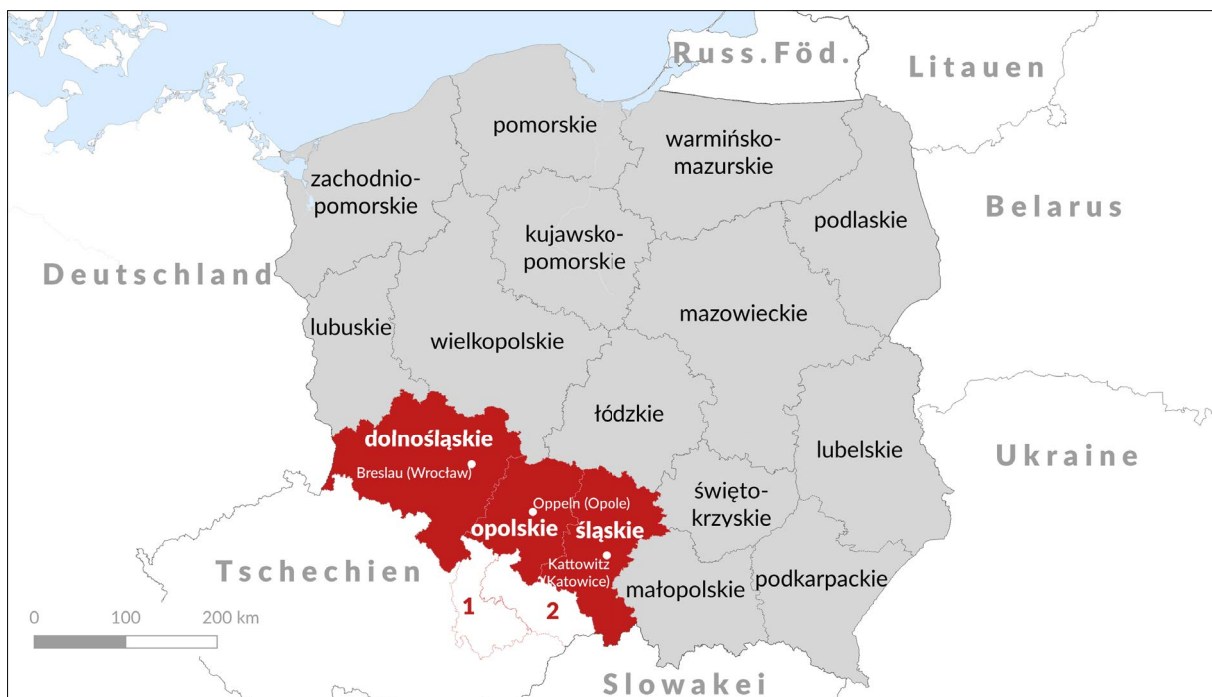 Russ.Föd.
Litauen
pomorskie
warmińsko-
mazurskie
zachodnio-
pomorskie
Belarus
podlaskie
kujawsko-
pomorskie
Deutschland
mazowieckie
lubuskie
wielkopolskie
łódzkie
dolnośląskie
lubelskie
Ukraine
Breslau (Wrocław)
święto-
krzyskie
Oppeln (Opole)
opolskie
śląskie
Kattowitz
(Katowice)
Tschechien
podkarpackie
małopolskie
1
2
0
100
200 km
Slowakei